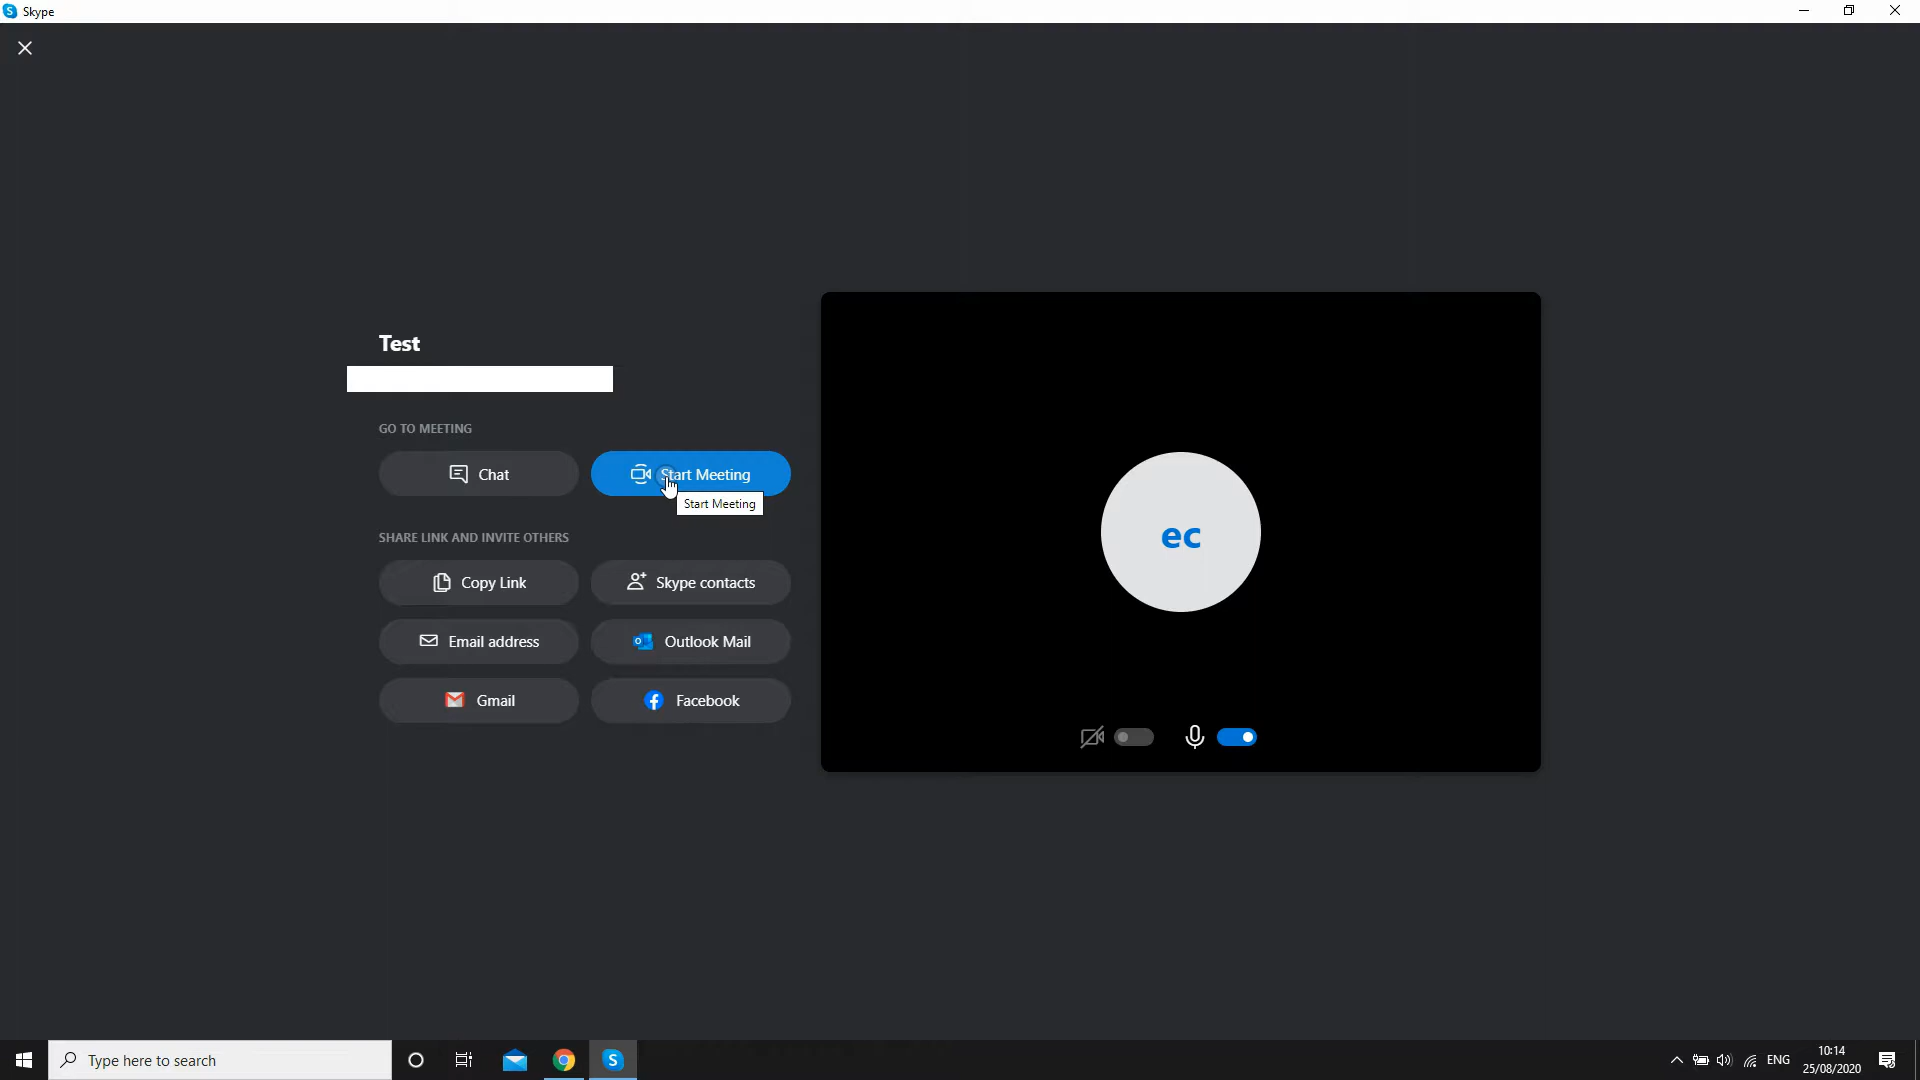 Skype
Test
GO TO MEETING
Chat
Start Meeting
Start Meeting
SHARE LINK AND INVITE OTHERS
Copy Link
Skype contacts
Email address
Outlook Mail
Gmail
Facebook
ec
Type here to search
ENG
10:14
25/08/2020